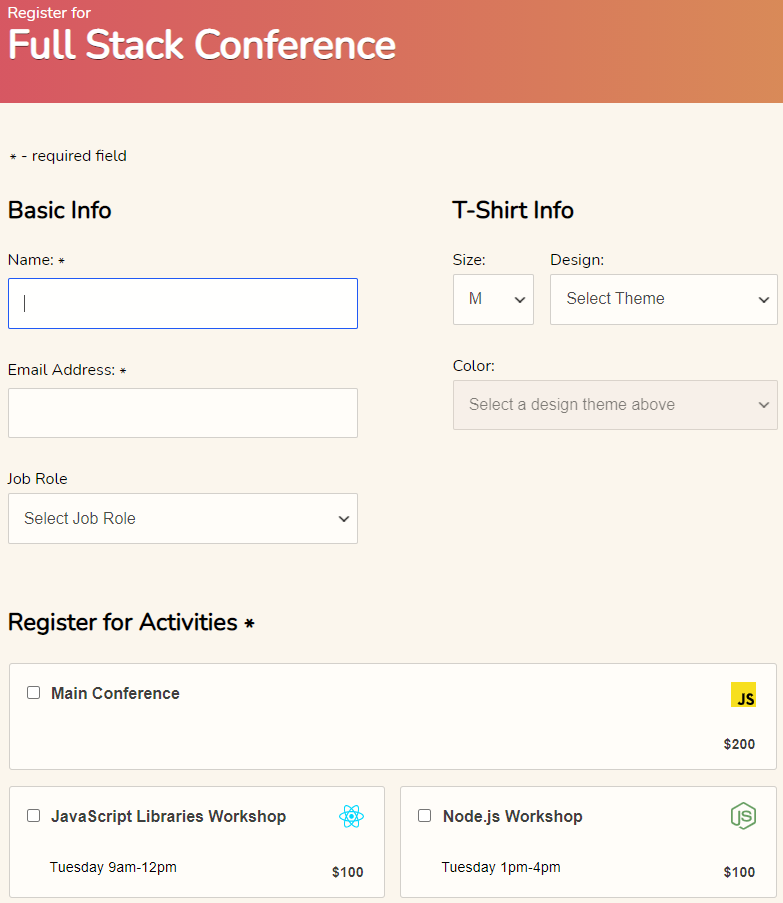 Register for
Full Stack Conference
* - required field
Basic Info
Name: *
Email Address: *
Job Role
Select Job Role
T-Shirt Info
Size:
M
Design:
Select Theme
Color:
Select a design theme above
Register for Activities *
Main Conference
JS
$200
JavaScript Libraries Workshop
Tuesday 9am-12pm
$100
Node.js Workshop
JS
Tuesday 1pm-4pm
$100